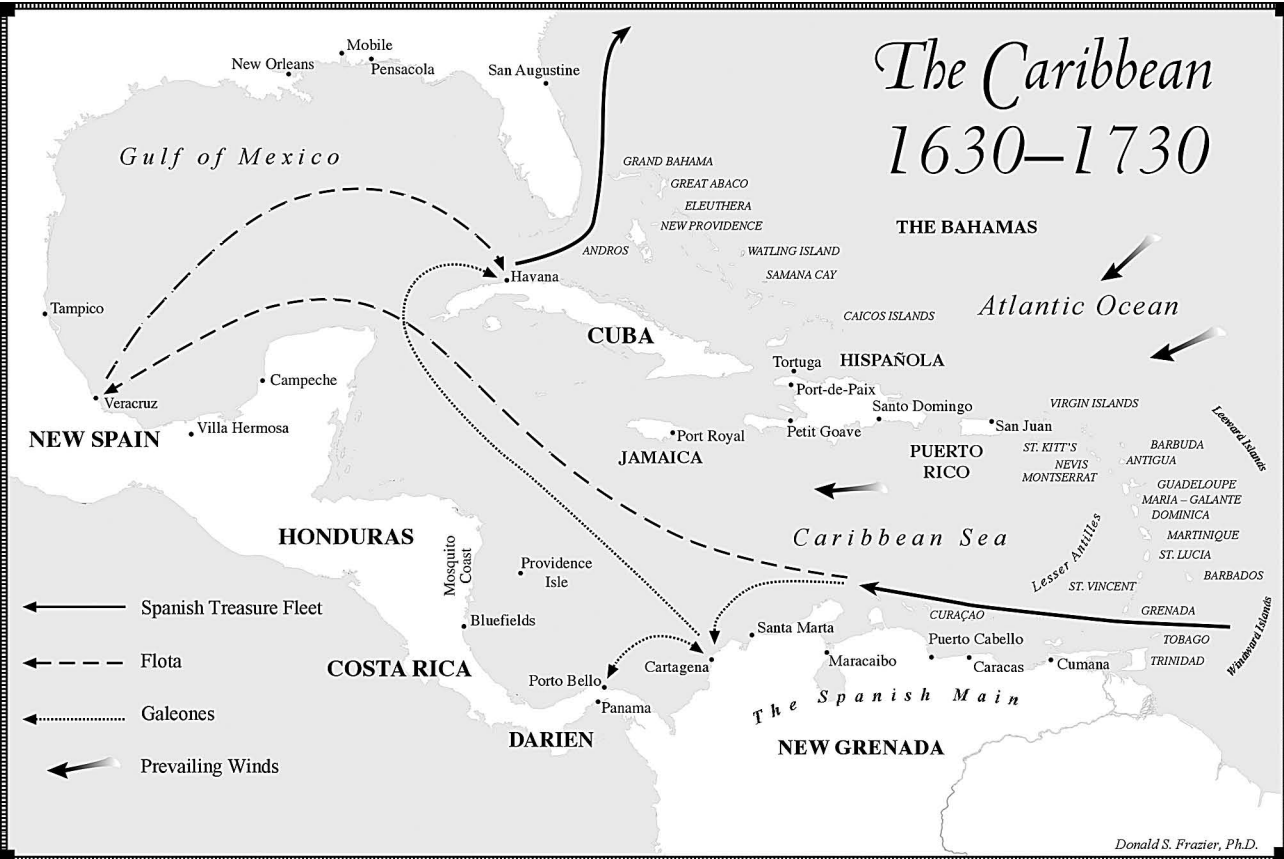 The Caribbean
1630–1730
Mobile
New Orleans
Pensacola
San Augustine
Gulf of Mexico
GRAND BAHAMA
GREAT ABACO
ELEUTHERA
NEW PROVIDENCE
ANDROS
WATLING ISLAND
SAMANA CAY
THE BAHAMAS
Atlantic Ocean
Havana
Tampico
CUBA
CAICOS ISLANDS
Tortuga
HISPAÑOLA
Campeche
Port-de-Paix
Veracruz
Santo Domingo
VIRGIN ISLANDS
Villa Hermosa
NEW SPAIN
Port Royal
Petit Goave
San Juan
JAMAICA
PUERTO
RICO
ST. KITT'S
NEVIS
MONTSERRAT
BARBUDA
ANTIGUA
Leeward Islands
GUADELOUPE
MARIA – GALANTE
DOMINICA
MARTINIQUE
ST. LUCIA
BARBADOS
Lesser Antilles
ST. VINCENT
GRENADA
TOBAGO
TRINIDAD
Windward Islands
HONDURAS
Caribbean Sea
Mosquito
Coast
Providence
Isle
Bluefields
CURAÇAO
Santa Marta
Puerto Cabello
Cartagena
Maracaibo
Caracas
Cumana
COSTA RICA
Porto Bello
Panama
The Spanish Main
DARIEN
NEW GRENADA
Spanish Treasure Fleet
Flota
Galeones
Prevailing Winds
Donald S. Frazier, Ph.D.